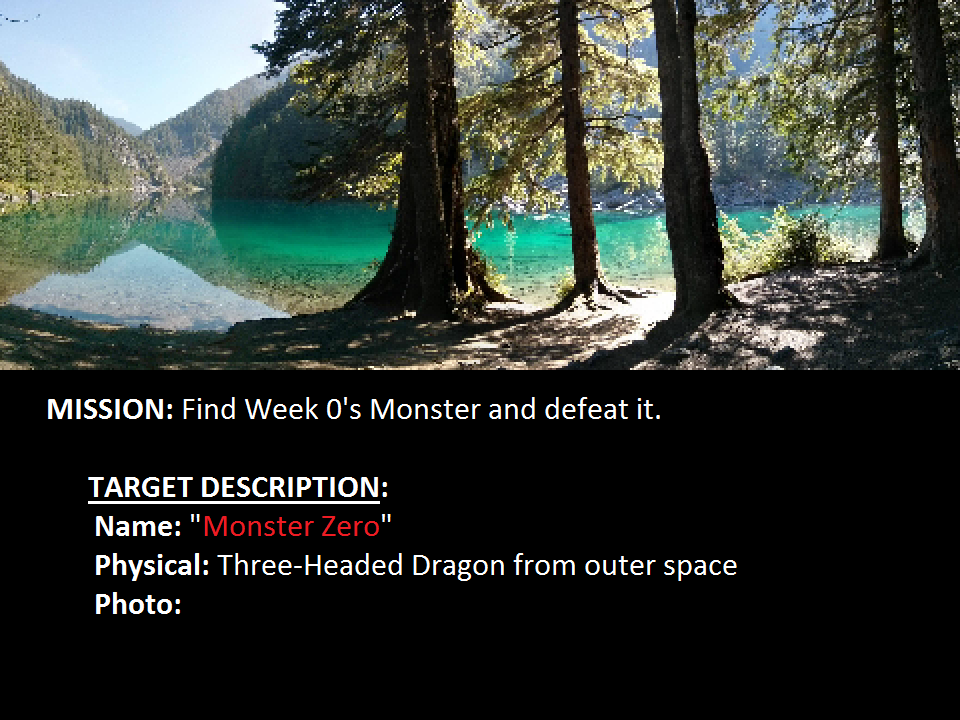 MISSION: Find Week 0's Monster and defeat it.
TARGET DESCRIPTION:
Name: "Monster Zero"
Physical: Three-Headed Dragon from outer space
Photo: